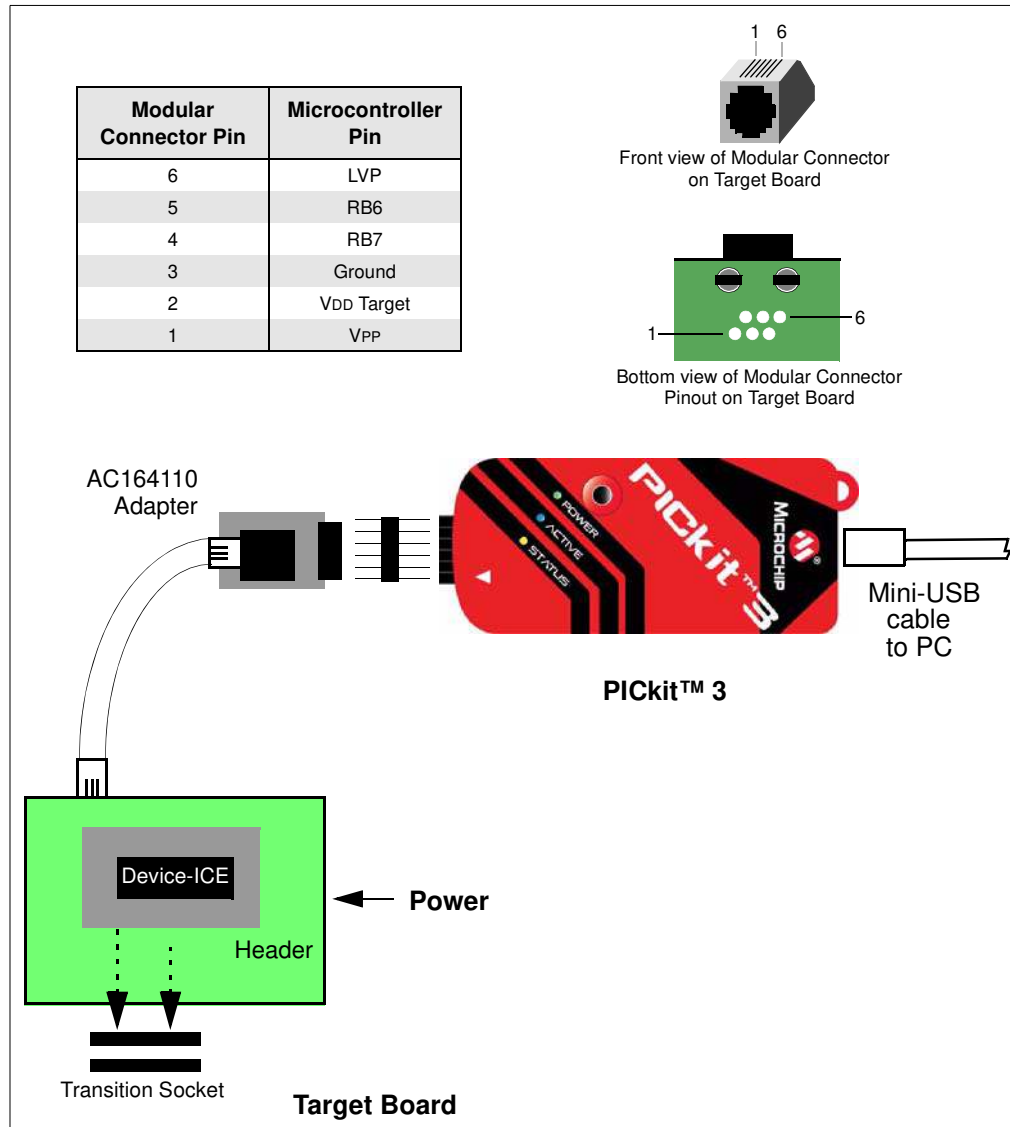 1 6
Modular Connector Pin | Microcontroller Pin
6 | LVP
5 | RB6
4 | RB7
3 | Ground
2 | VDD Target
1 | VPP
Front view of Modular Connector
on Target Board
6
1
Bottom view of Modular Connector
Pinout on Target Board
AC164110
Adapter
POWER
ACTIVE
STATUS
PICkit™ 3
MICROCHIP
®
Mini-USB
cable
to PC
PICkit™ 3
Device-ICE
Power
Header
Transition Socket
Target Board